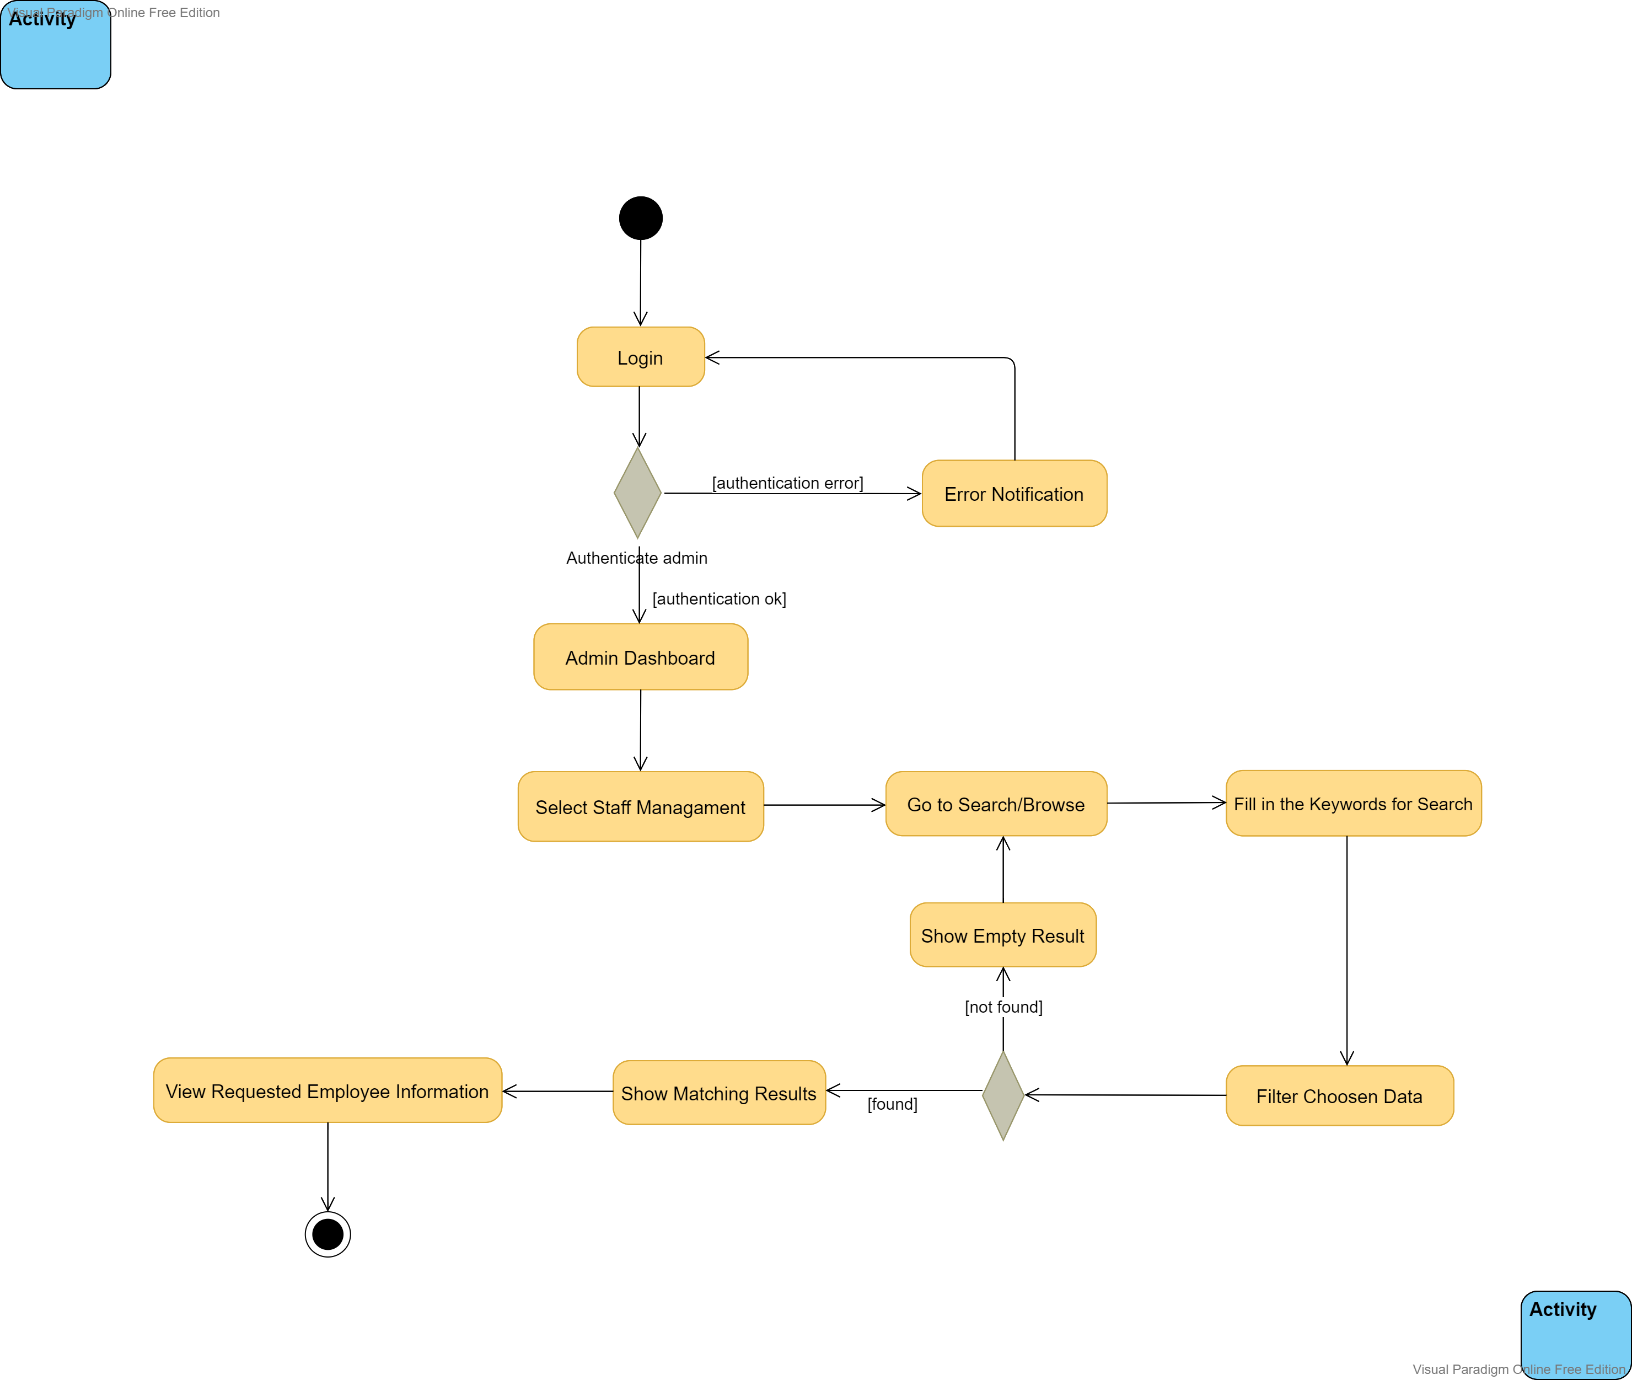 Visual Paradigm Online Free Edition
Activity
Login
[authentication error]
Error Notification
Authenticate admin
[authentication ok]
Admin Dashboard
Select Staff Managament
Go to Search/Browse
Fill in the Keywords for Search
Show Empty Result
[not found]
View Requested Employee Information
Show Matching Results
[found]
Filter Choosen Data
Activity
Visual Paradigm Online Free Edition